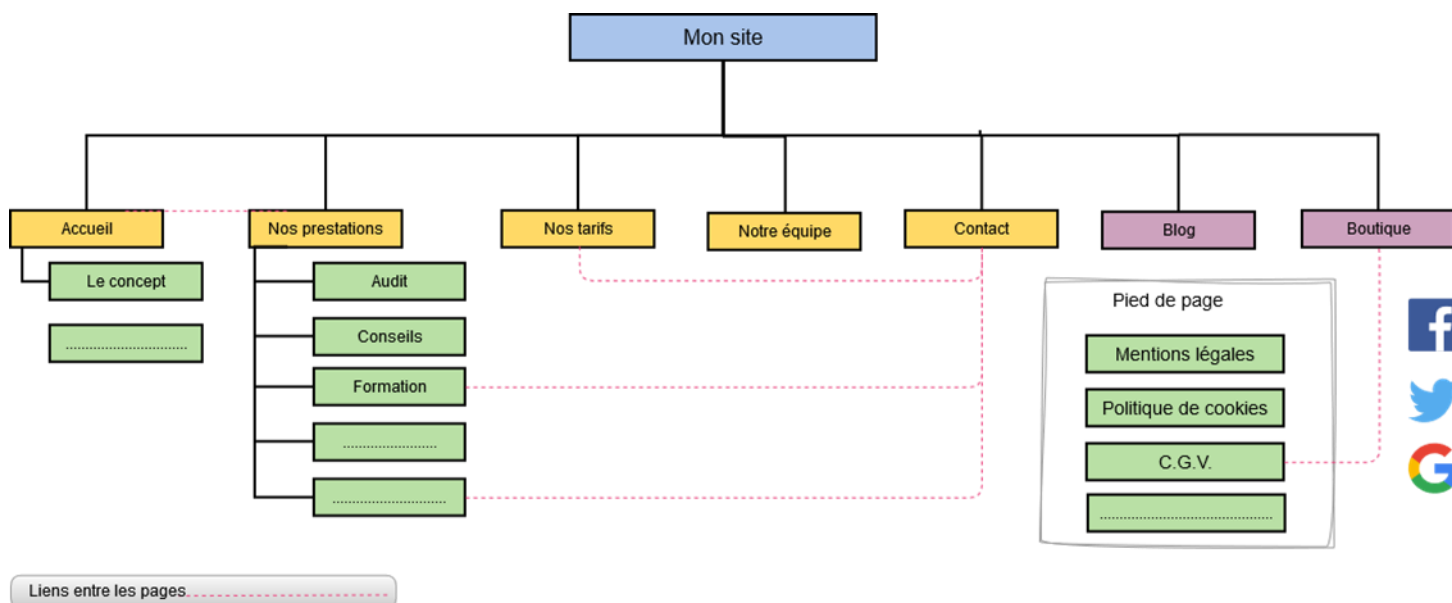 Mon site
Accueil
Nos prestations
Nos tarifs
Notre équipe
Contact
Blog
Boutique
Le concept
...............................
Audit
Conseils
Formation
........................
.............................
Pied de page
Mentions légales
Politique de cookies
C.G.V.
............................................
Liens entre les pages